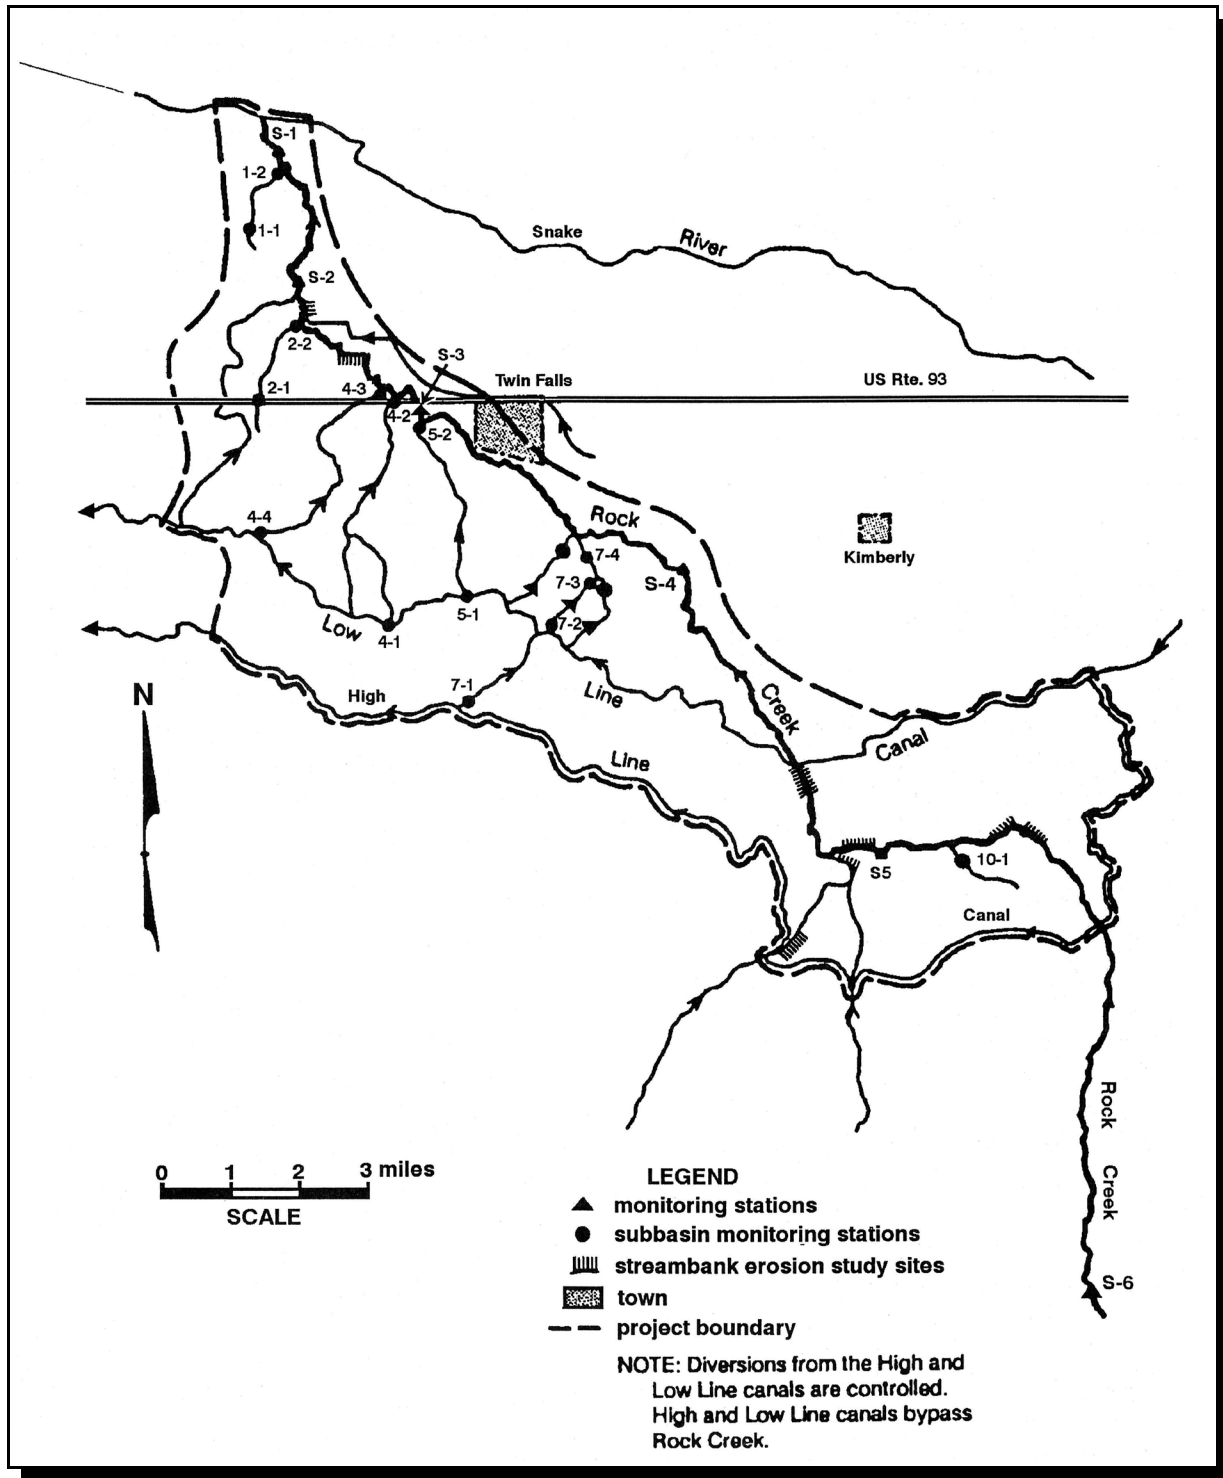 S-1
1-2
1-1
Snake
River
S-2
2-2
S-3
2-1
4-3
Twin Falls
US Rte. 93
4-2
5-2
4-4
Rock
Kimberly
7-4
7-3
S-4
5-1
7-2
Low
4-1
7-1
High
Line
Creek
Canal
N
Line
10-1
S5
Canal
Rock
Creek
S-6
0 1 2 3 miles
SCALE
LEGEND
monitoring stations
subbasin monitoring stations
streambank erosion study sites
town
project boundary
NOTE: Diversions from the High and
Low Line canals are controlled.
High and Low Line canals bypass
Rock Creek.